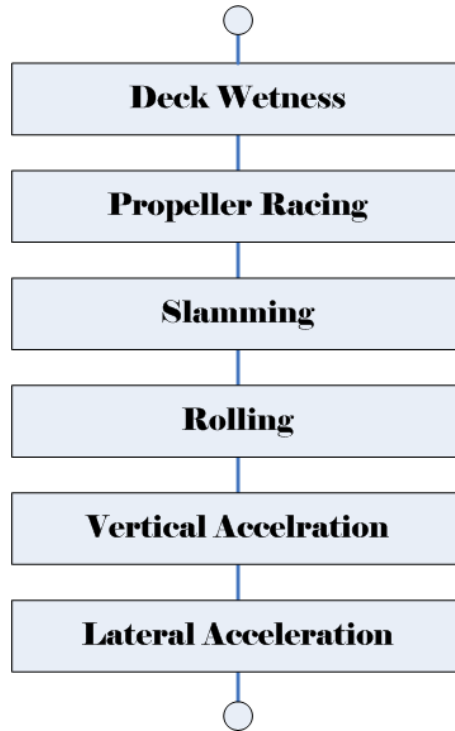 Deck Wetness
Propeller Racing
Slamming
Rolling
Vertical Accelration
Lateral Acceleration